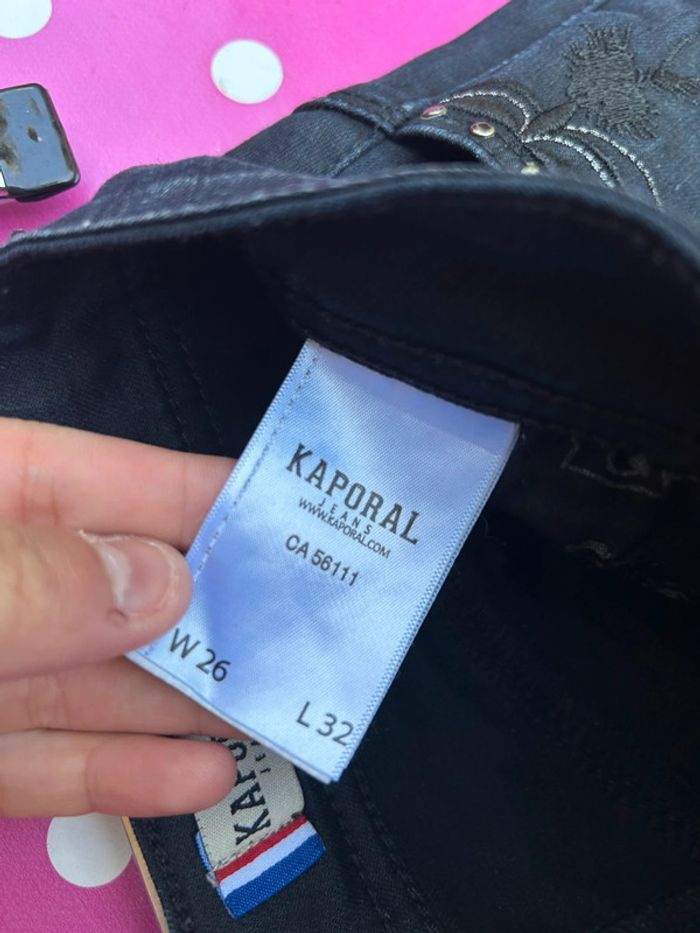 KAPORAL
JEANS
WWW.KAPORAL.COM
CA 56111
W 26
L 32